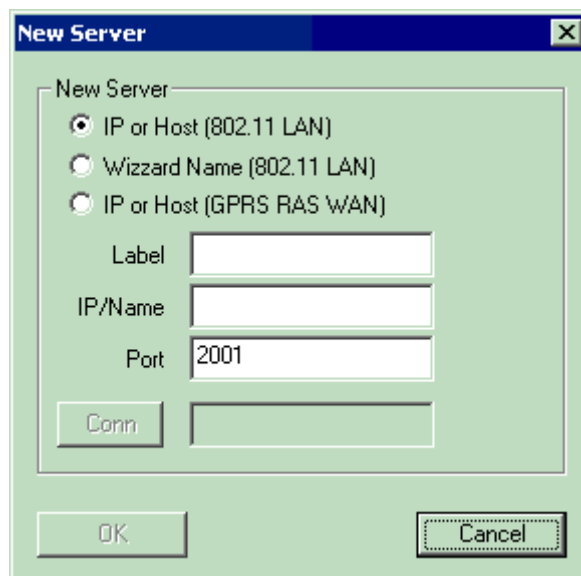 New Server
New Server
IP or Host (802.11 LAN)
Wizzard Name (802.11 LAN)
IP or Host (GPRS RAS WAN)
Label
IP/Name
Port 2001
Conn
OK Cancel